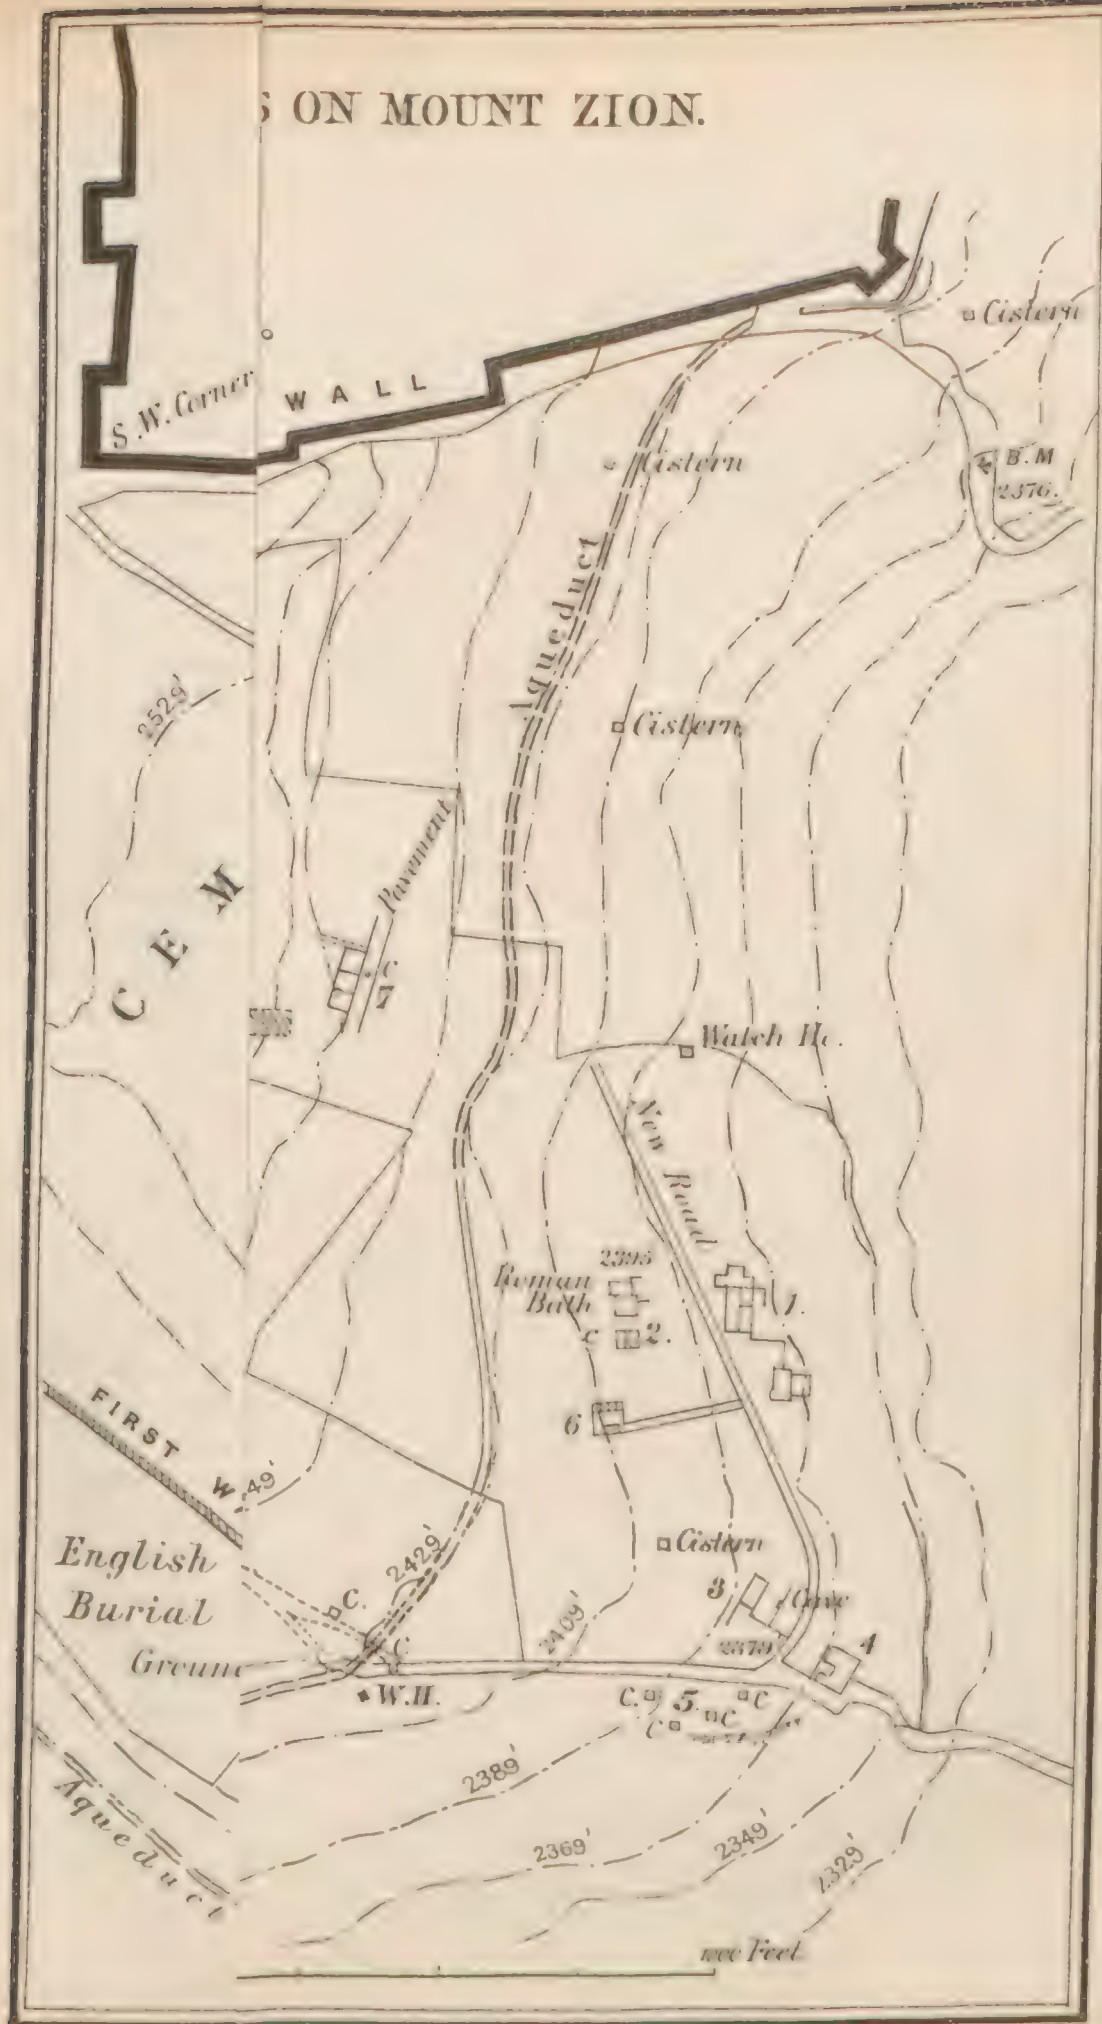 ON MOUNT ZION.
Cistern
S.W. Corner
WALL
B.M
2376.
Cistern
Aqueduct
2529'
Cistern
Pavement
CEM
C
7
Watch Ho.
New Road
2395
Roman
Bath
1.
C 2.
6
FIRST W
49'
English
Burial
Cistern
2429'
C.
3
Cave
2409'
C
2379
4
W.H.
C. 5. C
C
C
2389'
Aqueduct
2369'
2349'
2329'
Feet